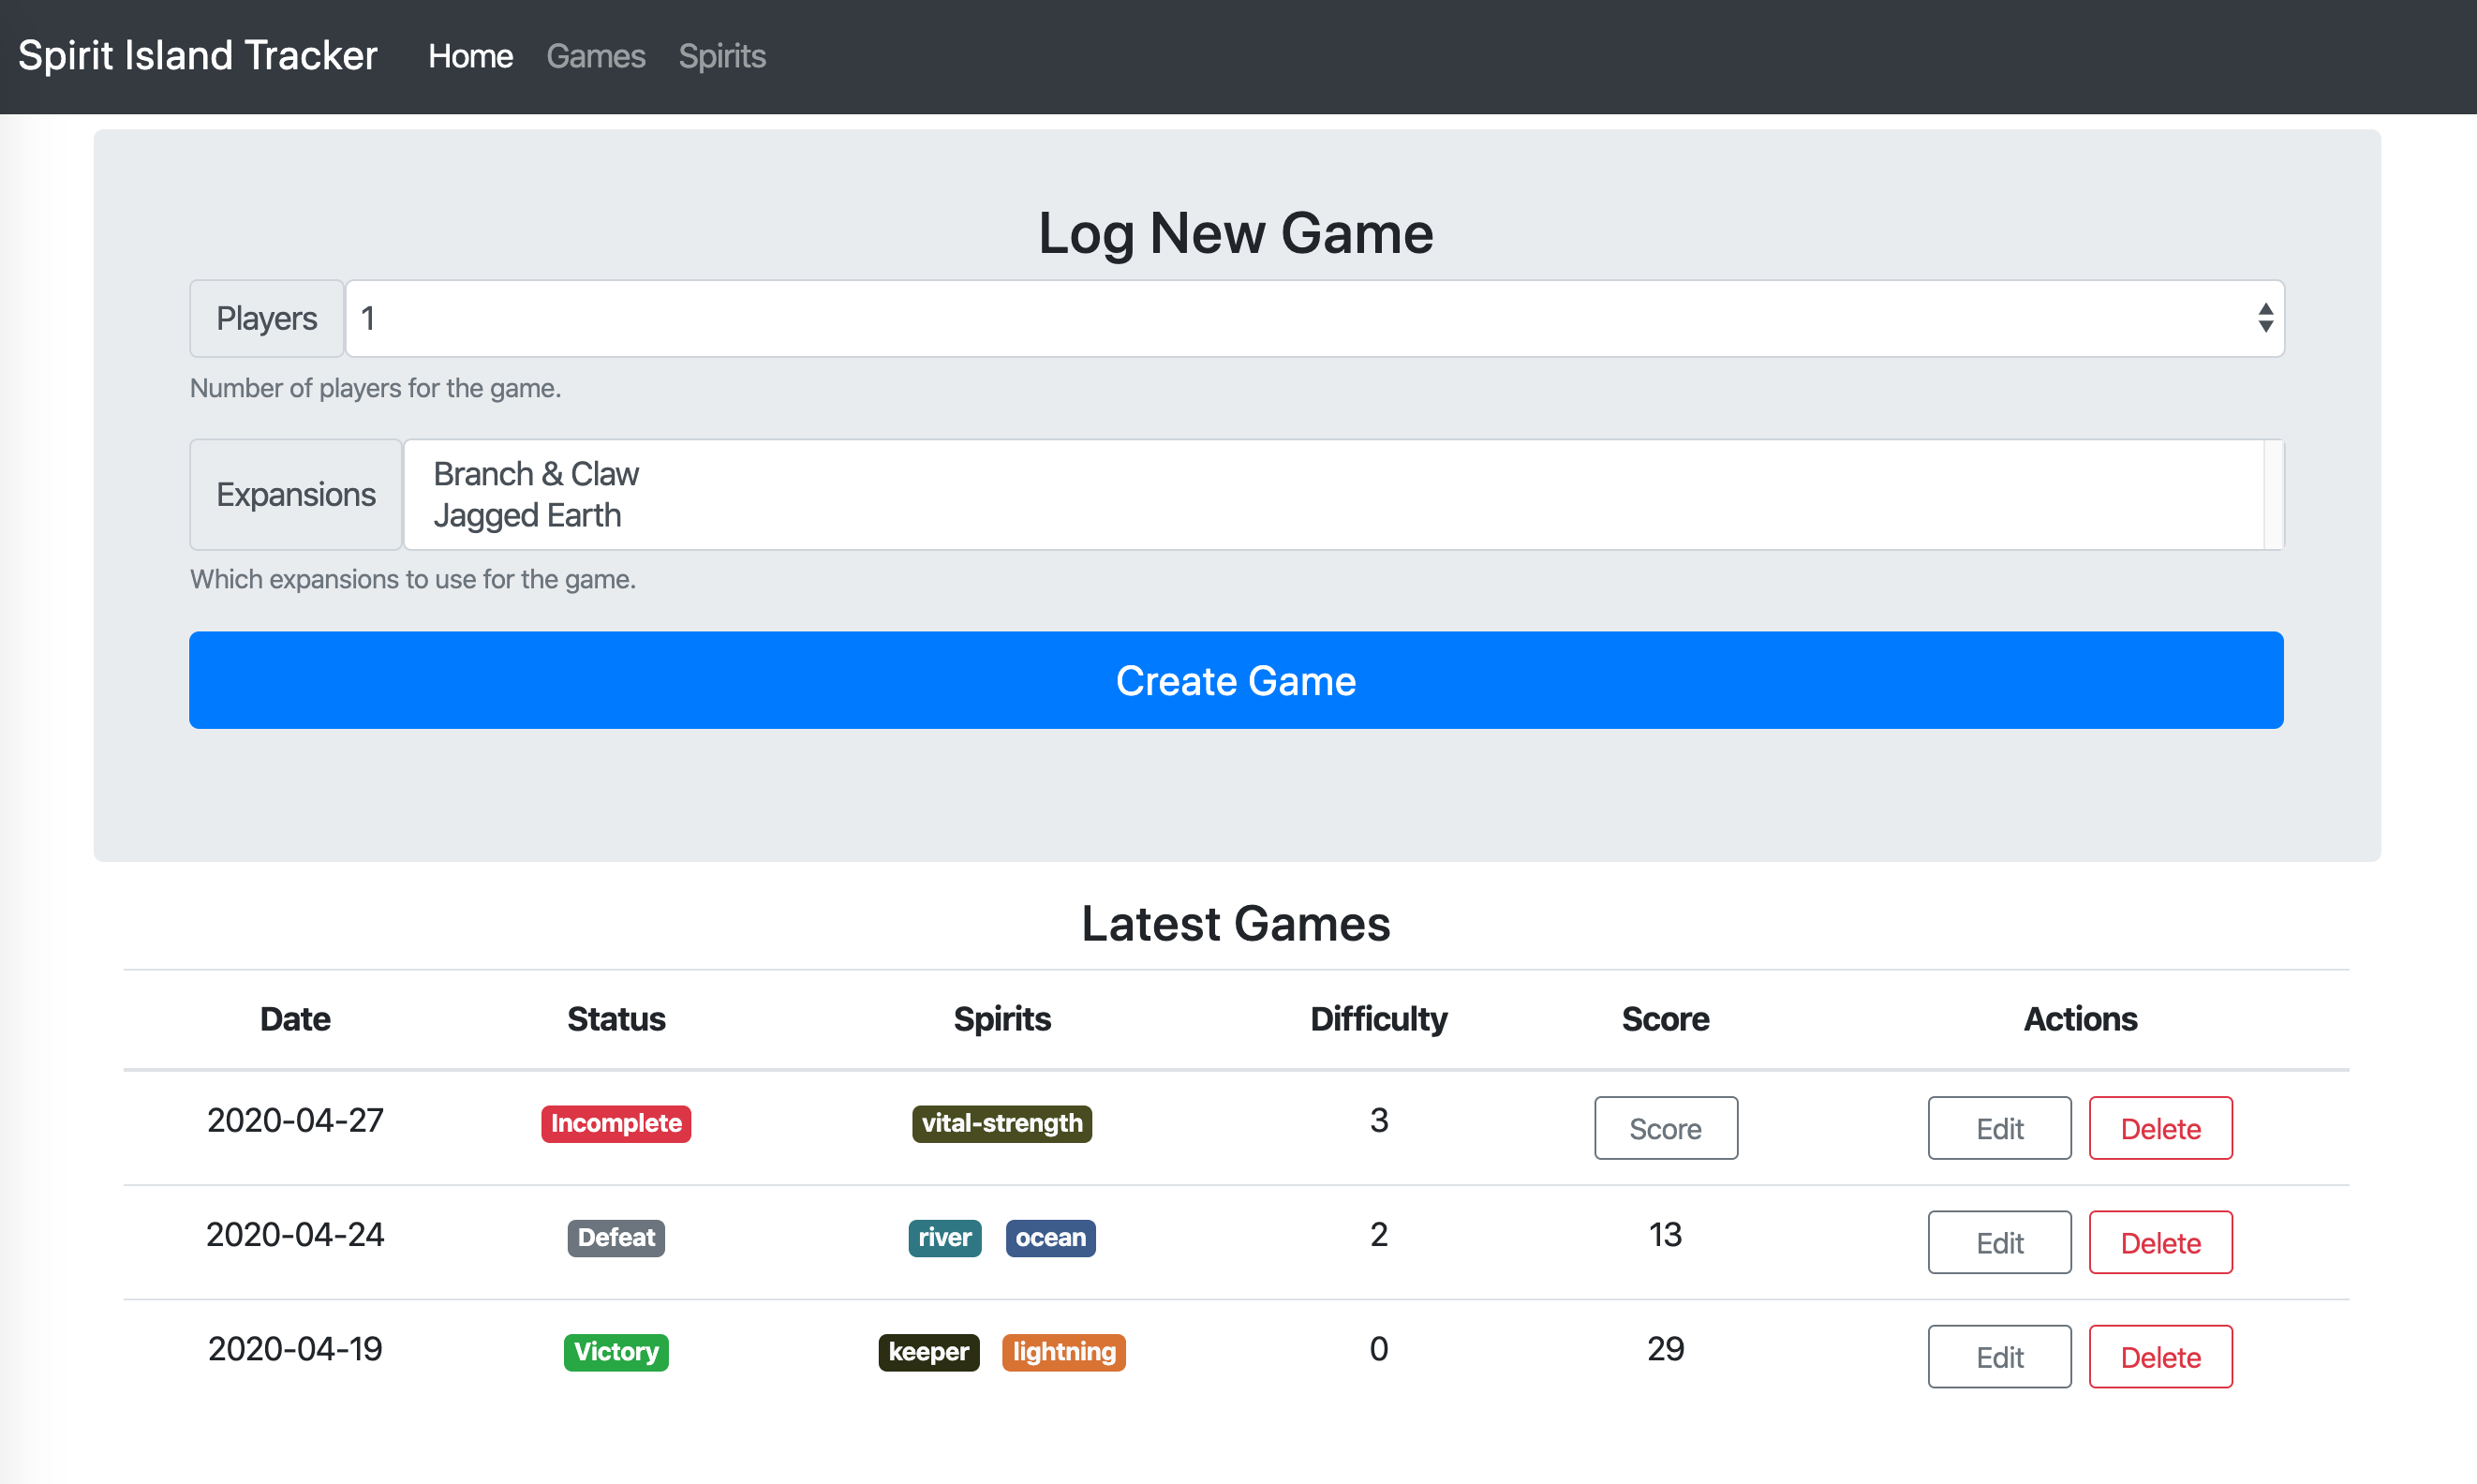 Spirit Island Tracker Home Games Spirits
Log New Game
Players 1
Number of players for the game.
Expansions
Branch & Claw
Jagged Earth
Which expansions to use for the game.
Create Game
Latest Games
Date Status Spirits Difficulty Score Actions
2020-04-27 Incomplete vital-strength 3 Score Edit Delete
2020-04-24 Defeat river ocean 2 13 Edit Delete
2020-04-19 Victory keeper lightning 0 29 Edit Delete